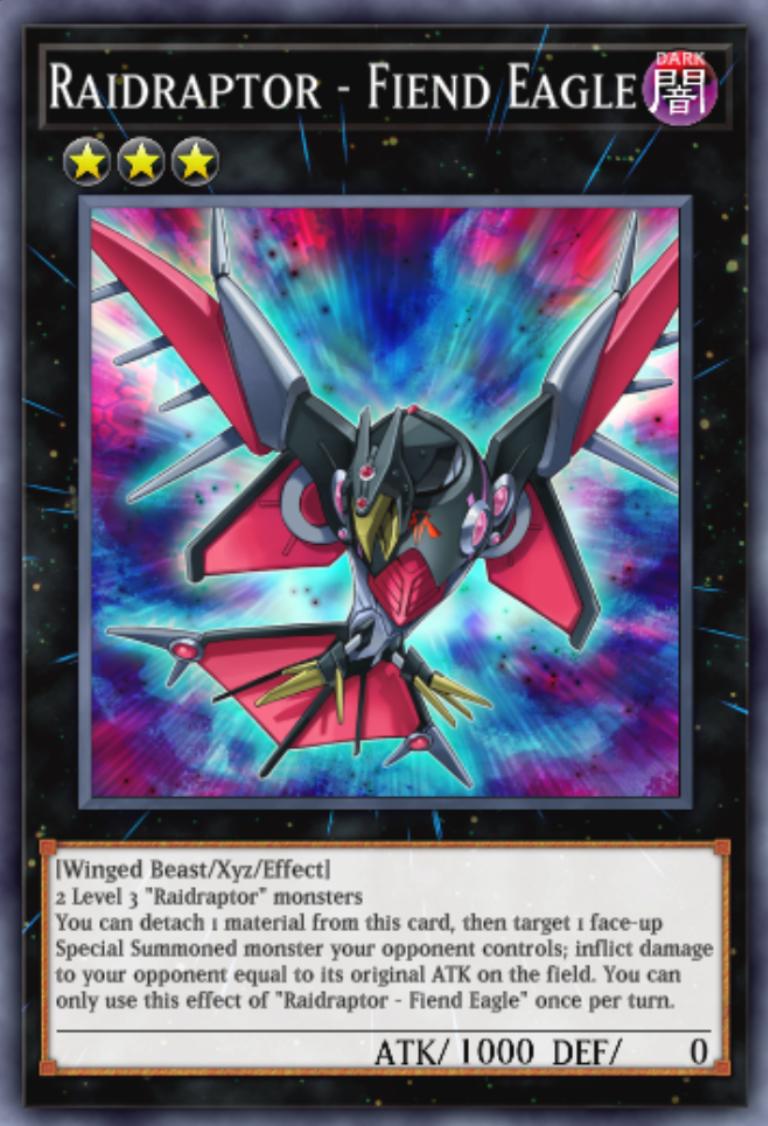 RAIDRAPTOR - FIEND EAGLE
DARK
闇
[Winged Beast/Xyz/Effect]
2 Level 3 "Raidraptor" monsters
You can detach 1 material from this card, then target 1 face-up
Special Summoned monster your opponent controls; inflict damage
to your opponent equal to its original ATK on the field. You can
only use this effect of "Raidraptor - Fiend Eagle" once per turn.
ATK/ 1000 DEF/ 0